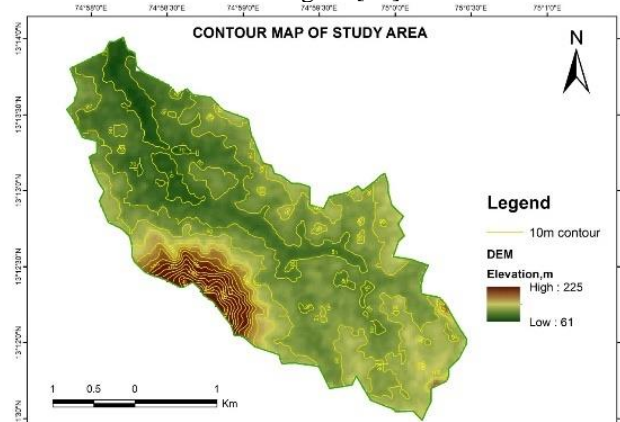 74°58'0"E 74°58'30"E 74°59'0"E 74°59'30"E 75°0'0"E 75°0'30"E 75°1'0"E
CONTOUR MAP OF STUDY AREA
N
13°14'0"N
13°13'30"N
13°13'0"N
13°12'30"N
13°12'0"N
Legend
10m contour
DEM
Elevation,m
High : 225
Low : 61
1 0.5 0 1
Km